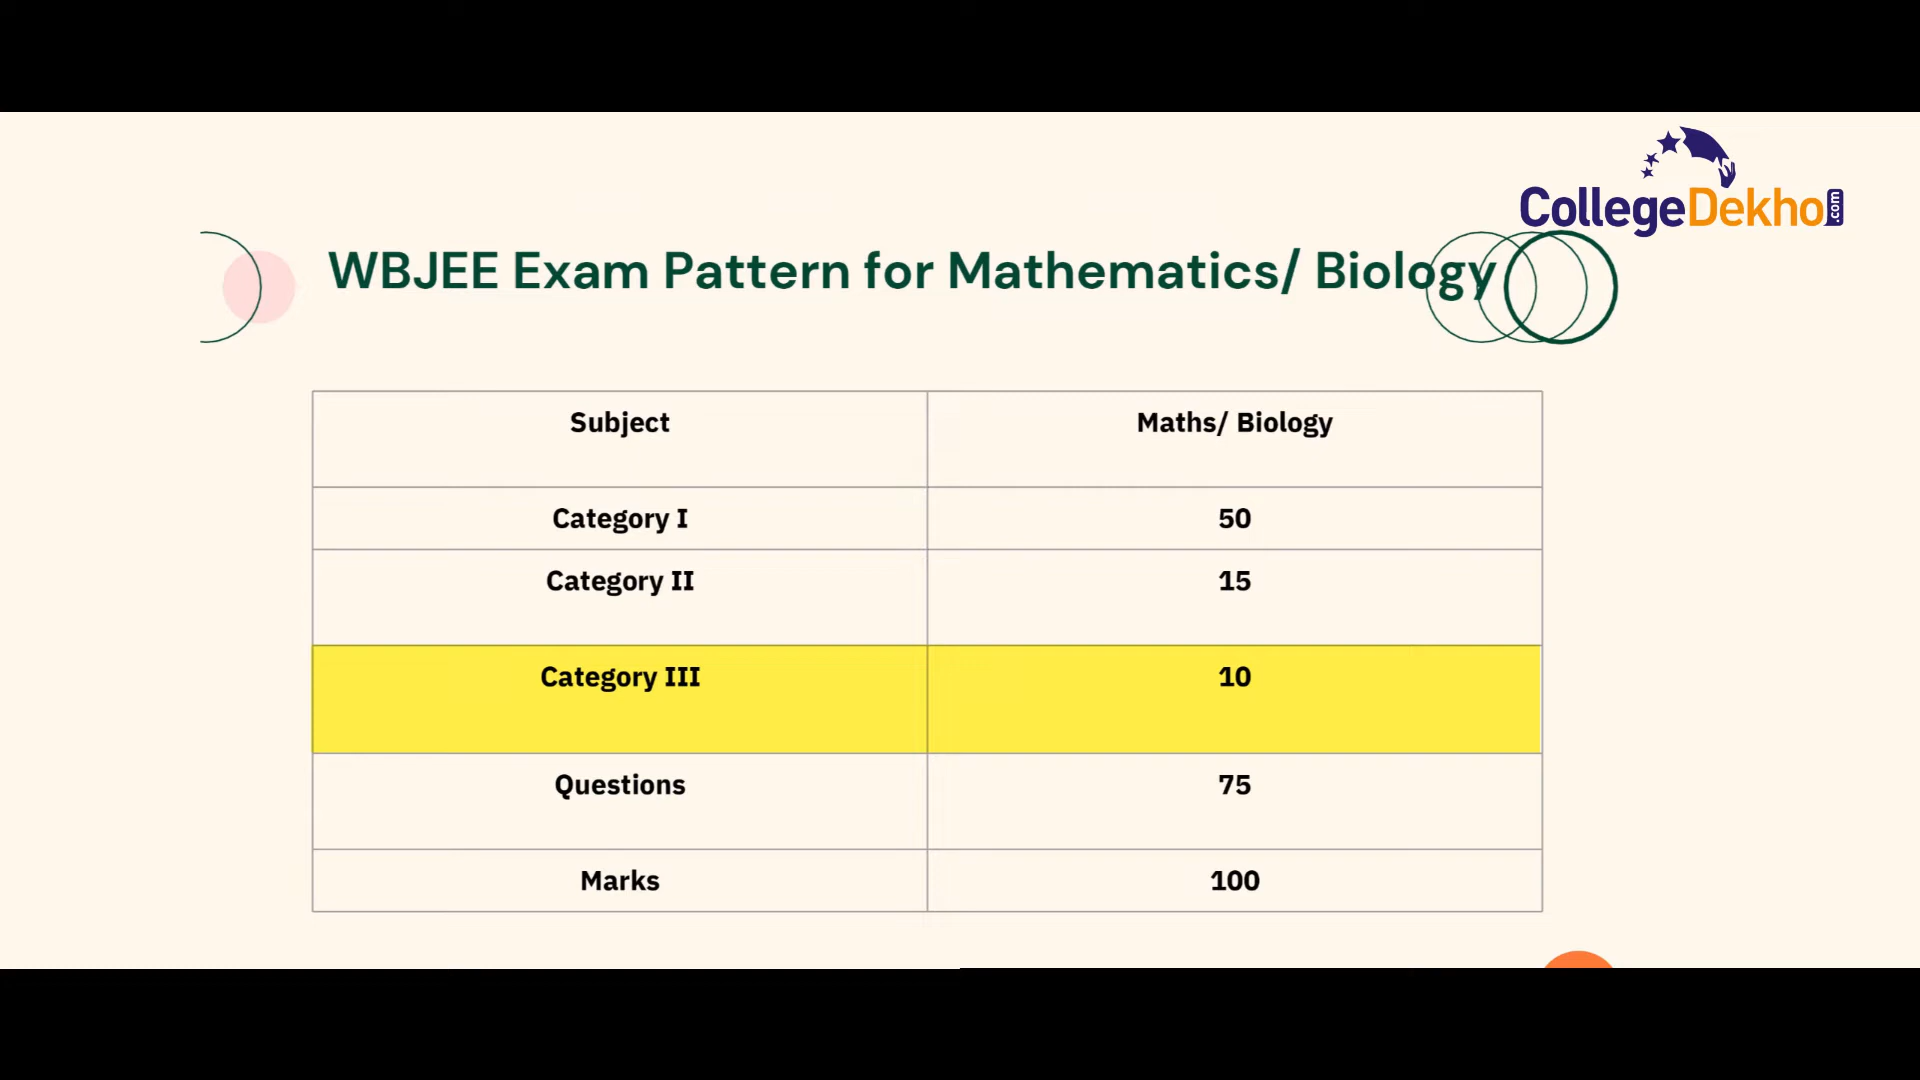 CollegeDekho.com
WBJEE Exam Pattern for Mathematics/ Biology
Subject Maths/ Biology
Category I 50
Category II 15
Category III 10
Questions 75
Marks 100